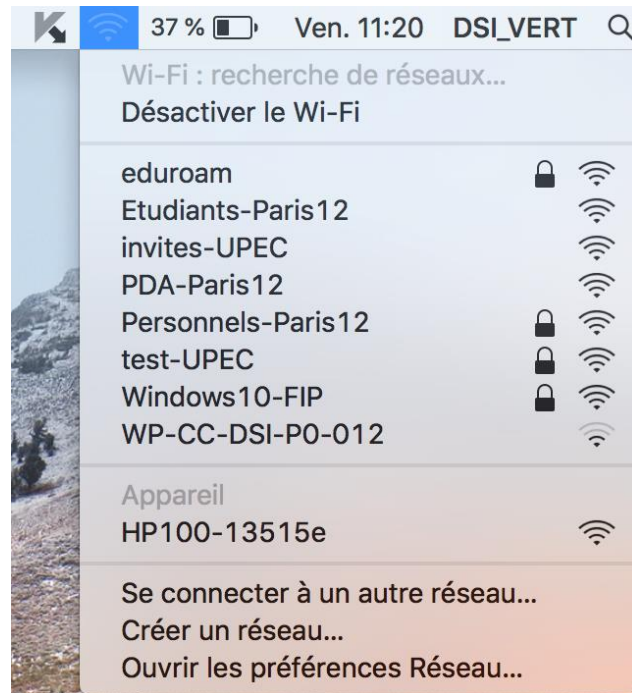 37 % Ven. 11:20 DSI_VERT
Wi-Fi : recherche de réseaux...
Désactiver le Wi-Fi
eduroam
Etudiants-Paris12
invites-UPEC
PDA-Paris12
Personnels-Paris12
test-UPEC
Windows10-FIP
WP-CC-DSI-P0-012
Appareil
HP100-13515e
Se connecter à un autre réseau...
Créer un réseau...
Ouvrir les préférences Réseau...